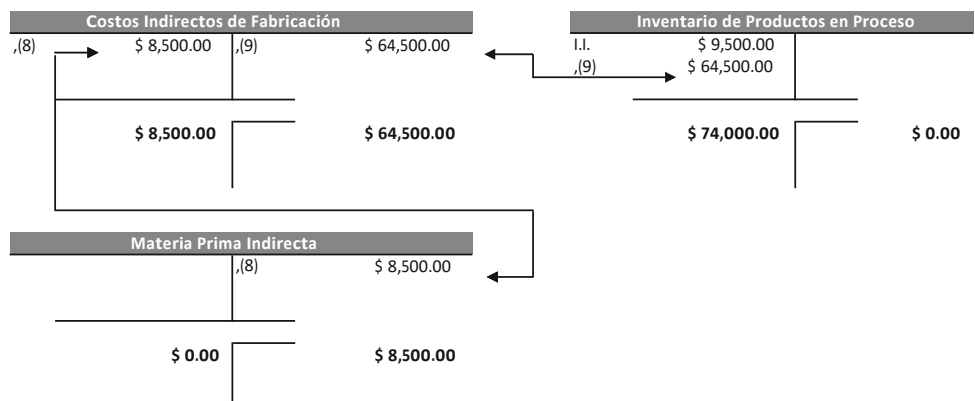 Costos Indirectos de Fabricación
,(8) $ 8,500.00 ,(9) $ 64,500.00
$ 8,500.00 $ 64,500.00
Inventario de Productos en Proceso
I.I. $ 9,500.00
,(9) $ 64,500.00
$ 74,000.00 $ 0.00
Materia Prima Indirecta
,(8) $ 8,500.00
$ 0.00 $ 8,500.00